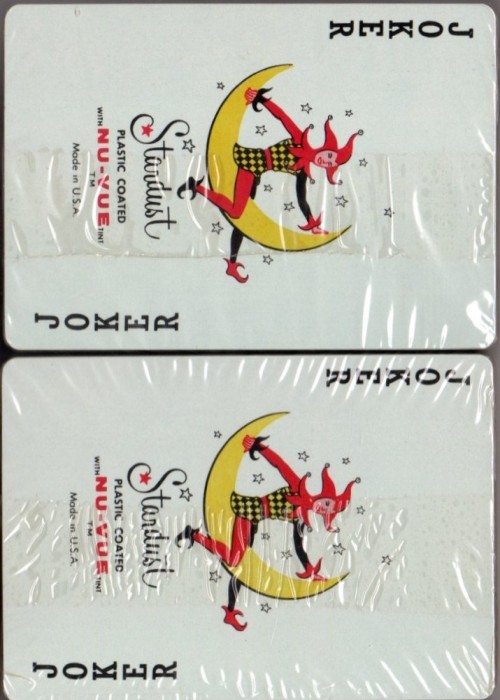 JOKER
Stardust
PLASTIC COATED
WITH NU-VUE TINT
TM
Made in U.S.A.
JOKER
JOKER
Stardust
PLASTIC COATED
WITH NU-VUE TINT
TM
Made in U.S.A.
JOKER